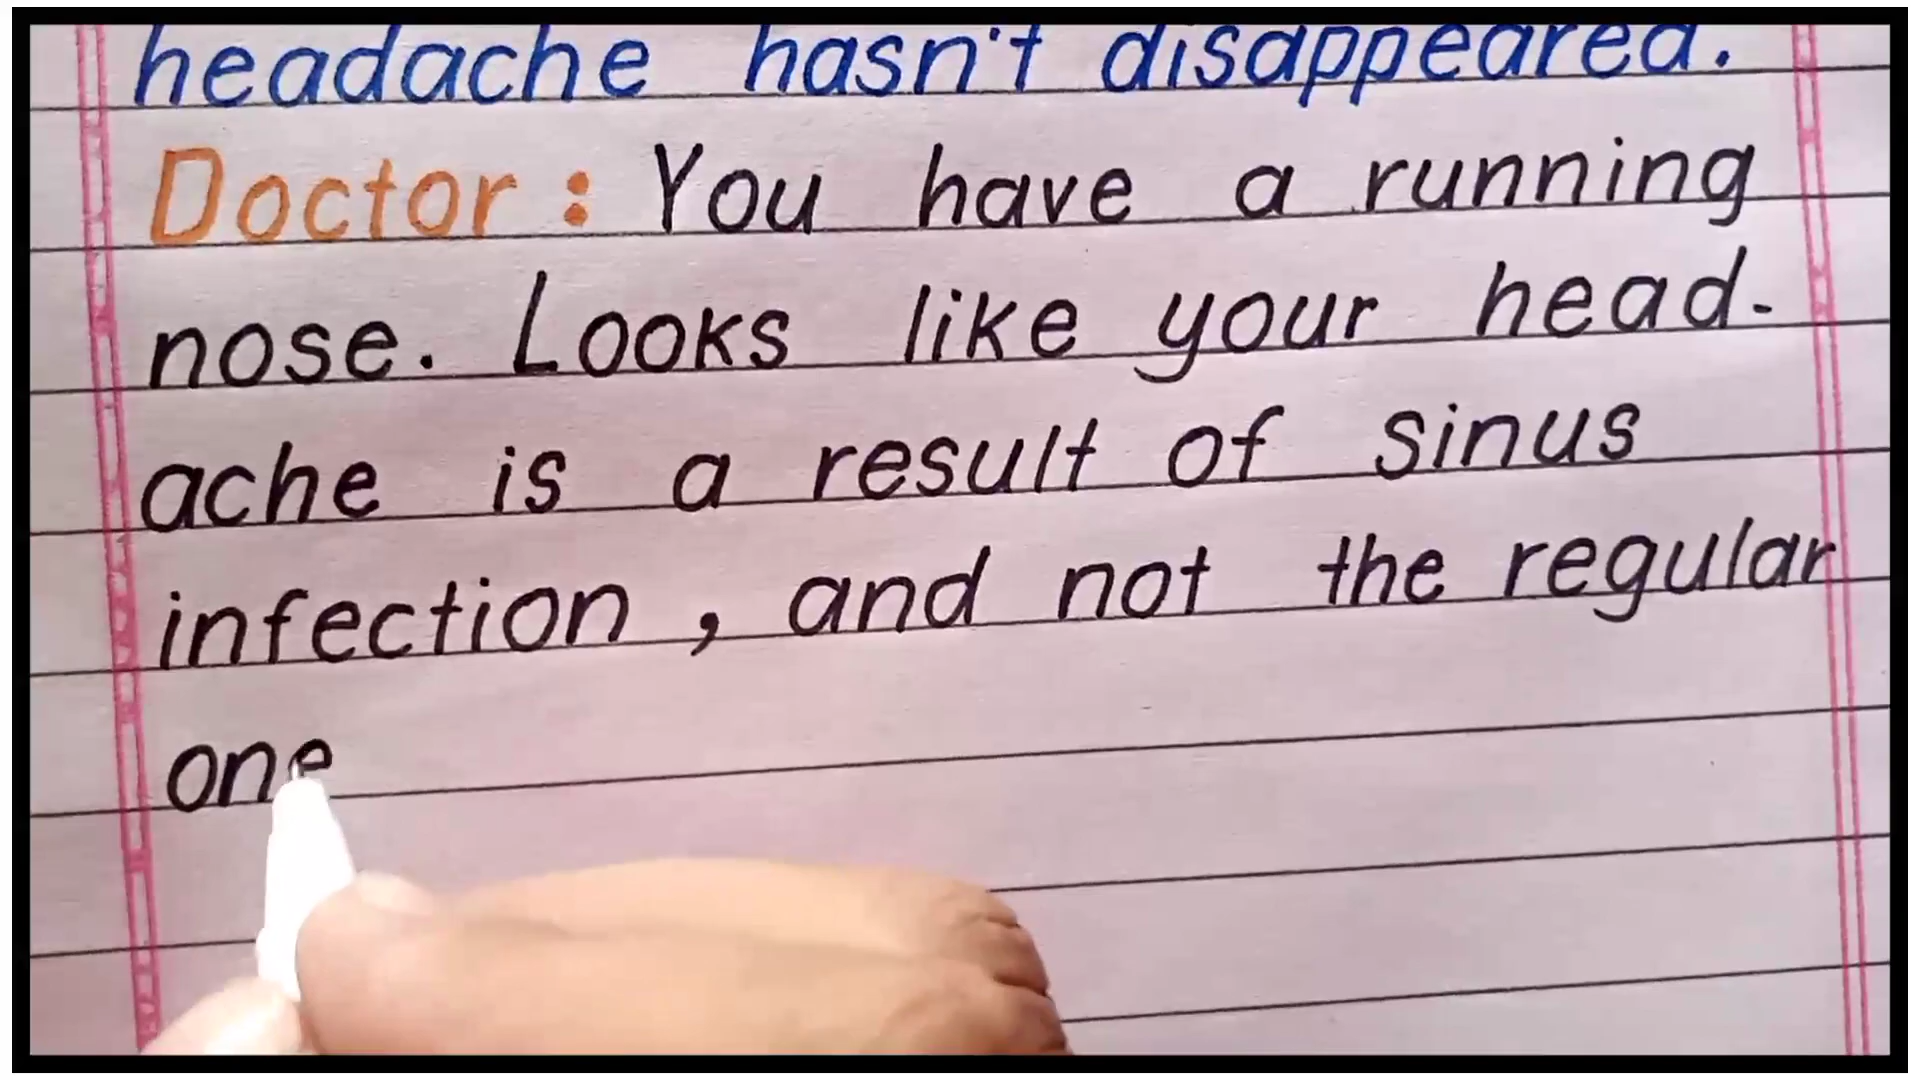 headache hasn't disappeared.
Doctor: You have a running
nose. Looks like your head-
ache is a result of sinus
infection, and not the regular
one